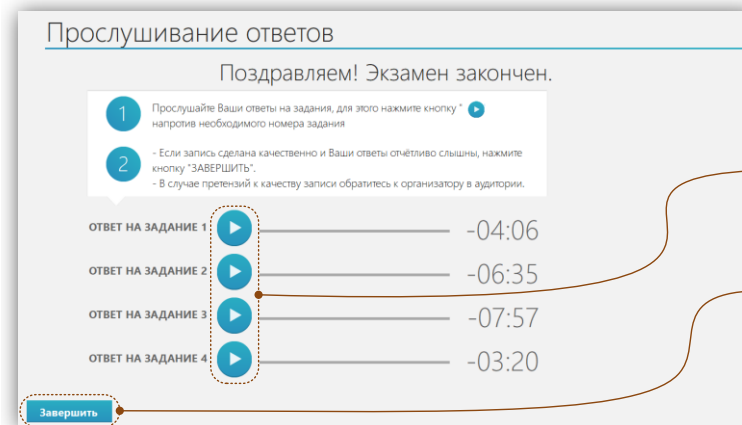 Прослушивание ответов
Поздравляем! Экзамен закончен.
1
Прослушайте Ваши ответы на задания, для этого нажмите кнопку "
напротив необходимого номера задания
2
- Если запись сделана качественно и Ваши ответы отчётливо слышны, нажмите
кнопку "ЗАВЕРШИТЬ".
- В случае претензий к качеству записи обратитесь к организатору в аудитории.
ОТВЕТ НА ЗАДАНИЕ 1 -04:06
ОТВЕТ НА ЗАДАНИЕ 2 -06:35
ОТВЕТ НА ЗАДАНИЕ 3 -07:57
ОТВЕТ НА ЗАДАНИЕ 4 -03:20
Завершить